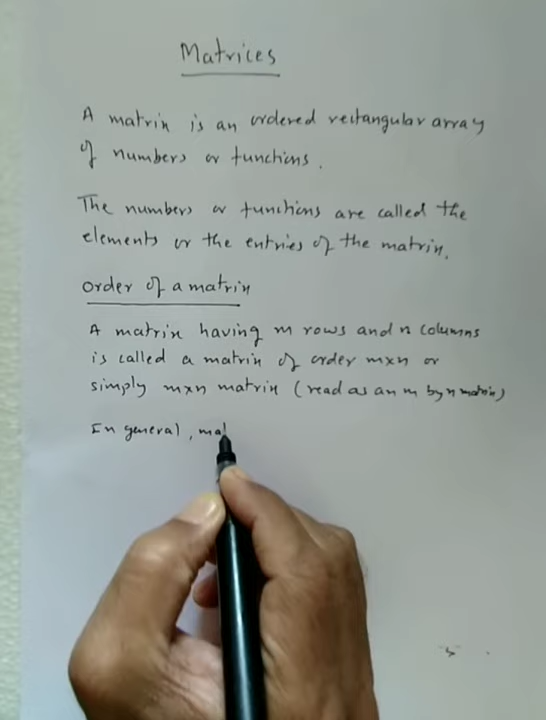 Matrices
A matrix is an ordered rectangular array
of numbers or functions.
The numbers or functions are called the
elements or the entries of the matrix.
Order of a matrix
A matrix having m rows and n columns
is called a matrix of order m×n or
simply m×n matrix (read as an m by n matrix)
In general, mat